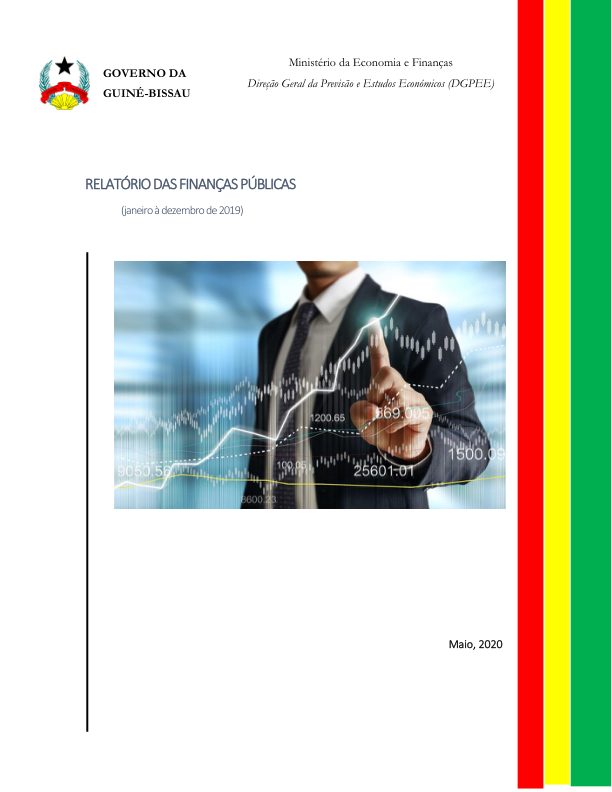 GOVERNO DA
GUINÉ-BISSAU
Ministério da Economia e Finanças
Direção Geral da Previsão e Estudos Económicos (DGPEE)
RELATÓRIO DAS FINANÇAS PÚBLICAS
(janeiro à dezembro de 2019)
1200.65
569.005
1500.09
9050.56
100.05
25601.01
8600.23
Maio, 2020